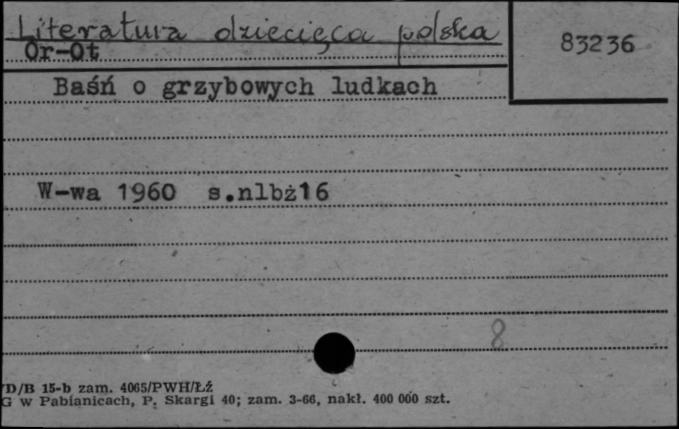 Literatura dziecięca polska
83236
Or-Ot
Baśń o grzybowych ludkach
W-wa 1960 s.nlbż16
8
D/B 15-b zam. 4065/PWH/Łź
G w Pabianicach, P. Skargi 40; zam. 3-66, nakł. 400 000 szt.